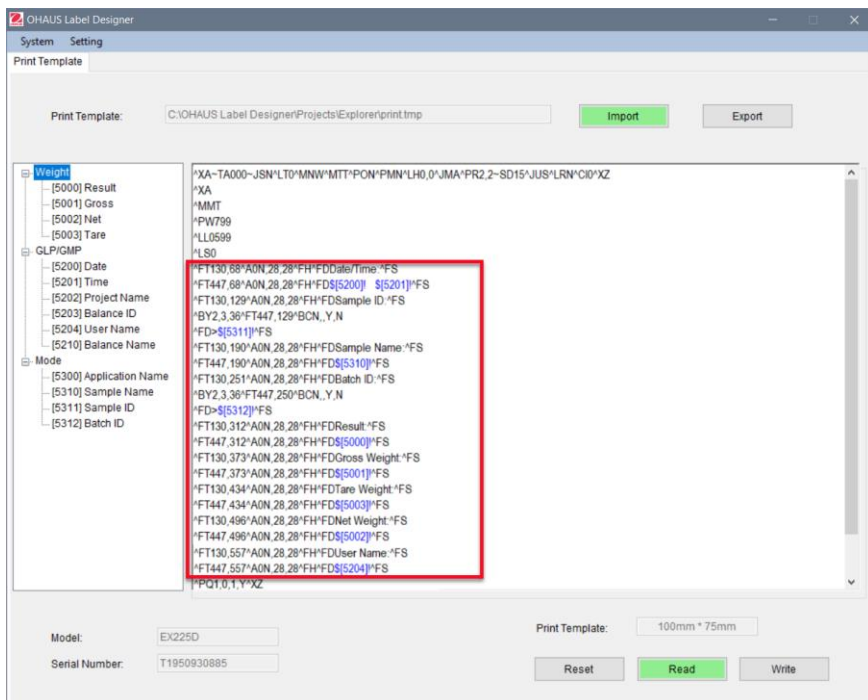 OHAUS Label Designer
System Setting
Print Template
Print Template: C:\OHAUS Label Designer\Projects\Explorer\print.tmp Import Export
Weight
[5000] Result
[5001] Gross
[5002] Net
[5003] Tare
GLP/GMP
[5200] Date
[5201] Time
[5202] Project Name
[5203] Balance ID
[5204] User Name
[5210] Balance Name
Mode
[5300] Application Name
[5310] Sample Name
[5311] Sample ID
[5312] Batch ID
^XA~TA000~JSN^LT0^MNW^MTT^PON^PMN^LH0,0^JMA^PR2,2~SD15^JUS^LRN^CI0^XZ
^XA
^MMT
^PW799
^LL0599
^LS0
^FT130,68^A0N,28,28^FH^FDDate/Time:^FS
^FT447,68^A0N,28,28^FH^FD$[5200]! $[5201]!^FS
^FT130,129^A0N,28,28^FH^FDSample ID:^FS
^BY2,3,36^FT447,129^BCN,,Y,N
^FD>$[5311]!^FS
^FT130,190^A0N,28,28^FH^FDSample Name:^FS
^FT447,190^A0N,28,28^FH^FD$[5310]!^FS
^FT130,251^A0N,28,28^FH^FDBatch ID:^FS
^BY2,3,36^FT447,250^BCN,,Y,N
^FD>$[5312]!^FS
^FT130,312^A0N,28,28^FH^FDResult:^FS
^FT447,312^A0N,28,28^FH^FD$[5000]!^FS
^FT130,373^A0N,28,28^FH^FDGross Weight:^FS
^FT447,373^A0N,28,28^FH^FD$[5001]!^FS
^FT130,434^A0N,28,28^FH^FDTare Weight:^FS
^FT447,434^A0N,28,28^FH^FD$[5003]!^FS
^FT130,496^A0N,28,28^FH^FDNet Weight:^FS
^FT447,496^A0N,28,28^FH^FD$[5002]!^FS
^FT130,557^A0N,28,28^FH^FDUser Name:^FS
^FT447,557^A0N,28,28^FH^FD$[5204]!^FS
^PQ1,0,1,Y^XZ
Model: EX225D Print Template: 100mm * 75mm
Serial Number: T1950930885 Reset Read Write